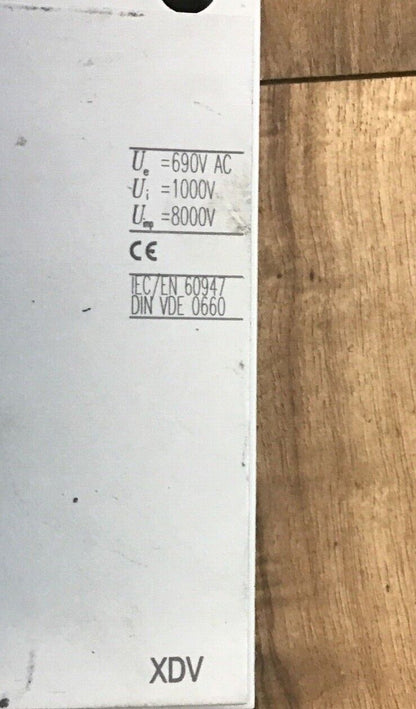 Ue =690V AC
Ui =1000V
Uimp =8000V
CE
IEC/EN 60947
DIN VDE 0660
XDV